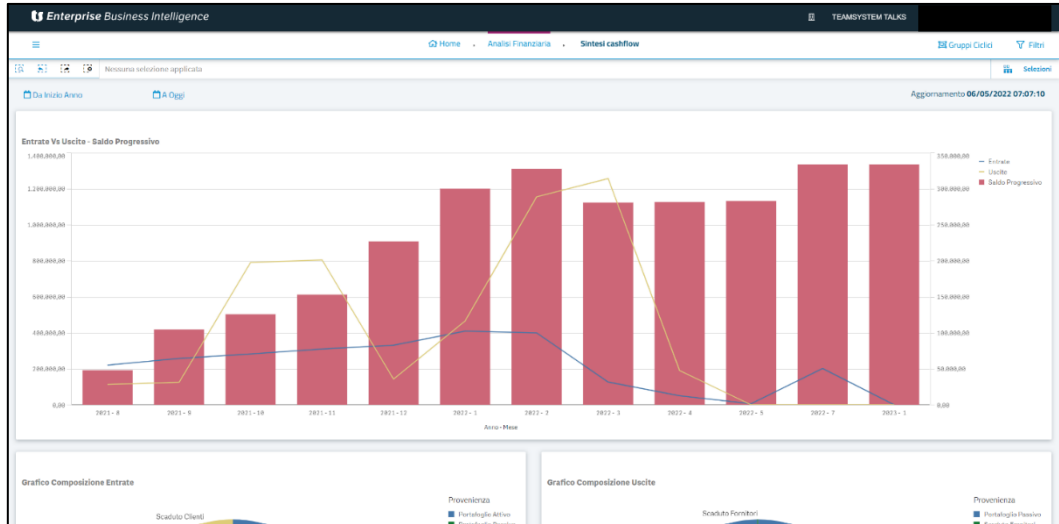 Enterprise Business Intelligence
TEAMSYSTEM TALKS
Home . Analisi Finanziaria . Sintesi cashflow
Gruppi Ciclici Filtri
Nessuna selezione applicata
Selezioni
Da Inizio Anno A Oggi
Aggiornamento 06/05/2022 07:07:10
Entrate Vs Uscite - Saldo Progressivo
1.400.000,00
1.200.000,00
1.000.000,00
800.000,00
600.000,00
400.000,00
200.000,00
0,00
350.000,00
300.000,00
250.000,00
200.000,00
150.000,00
100.000,00
50.000,00
0,00
Entrate
Uscite
Saldo Progressivo
2021 - 8 2021 - 9 2021 - 10 2021 - 11 2021 - 12 2022 - 1 2022 - 2 2022 - 3 2022 - 4 2022 - 5 2022 - 7 2023 - 1
Anno - Mese
Grafico Composizione Entrate
Scaduto Clienti
Provenienza
Portafoglio Attivo
Grafico Composizione Uscite
Scaduto Fornitori
Provenienza
Portafoglio Passivo